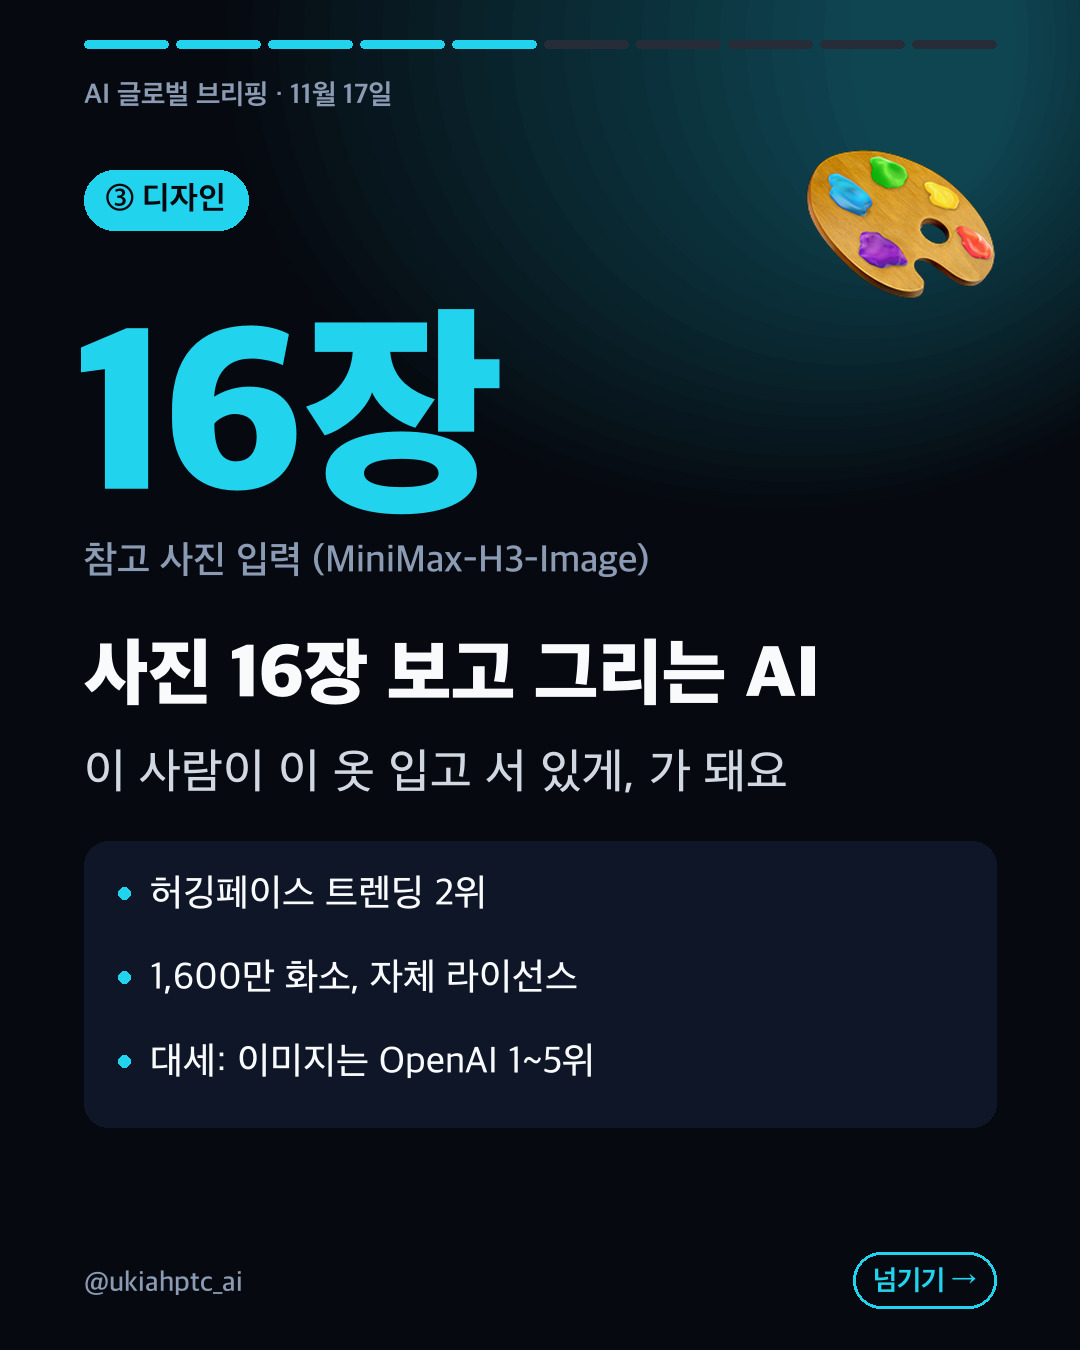 AI 글로벌 브리핑 · 11월 17일
③ 디자인
16장
참고 사진 입력 (MiniMax-H3-Image)
사진 16장 보고 그리는 AI
이 사람이 이 옷 입고 서 있게, 가 돼요
• 허깅페이스 트렌딩 2위
• 1,600만 화소, 자체 라이선스
• 대세: 이미지는 OpenAI 1~5위
@ukiahptc_ai
넘기기 →